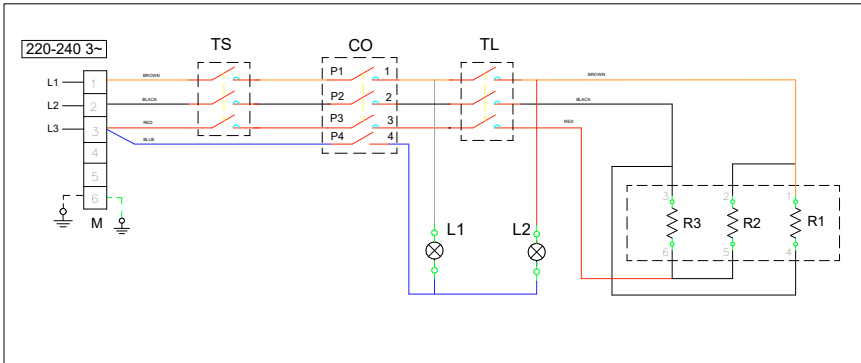 220-240 3~
TS
CO
TL
L1
1
BROWN
P1
1
BROWN
L2
2
BLACK
P2
2
BLACK
L3
3
RED
P3
3
RED
4
BLUE
P4
4
5
6
M
L1
L2
3
2
1
R3
R2
R1
6
5
4